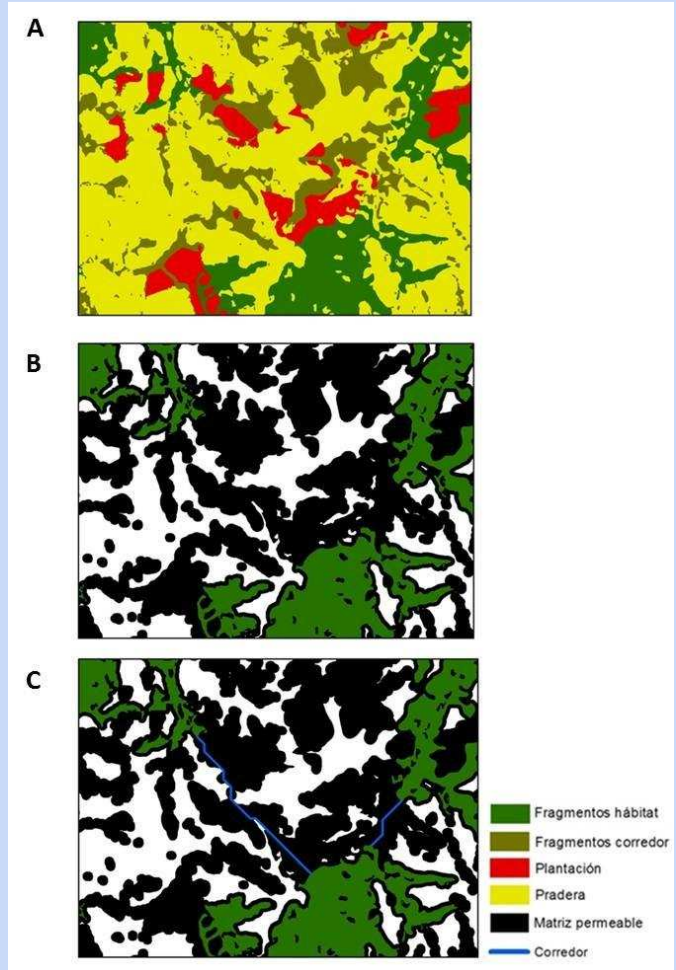 A
B
C
Fragmentos hábitat
Fragmentos corredor
Plantación
Pradera
Matriz permeable
Corredor